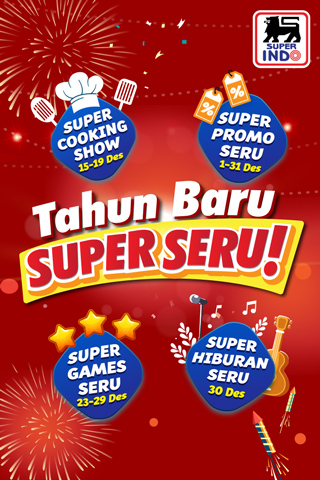 SUPER
INDO
SUPER
COOKING
SHOW
15-19 Des
%
%
SUPER
PROMO
SERU
1-31 Des
Tahun Baru
SUPER SERU!
SUPER
GAMES
SERU
23-29 Des
SUPER
HIBURAN
SERU
30 Des